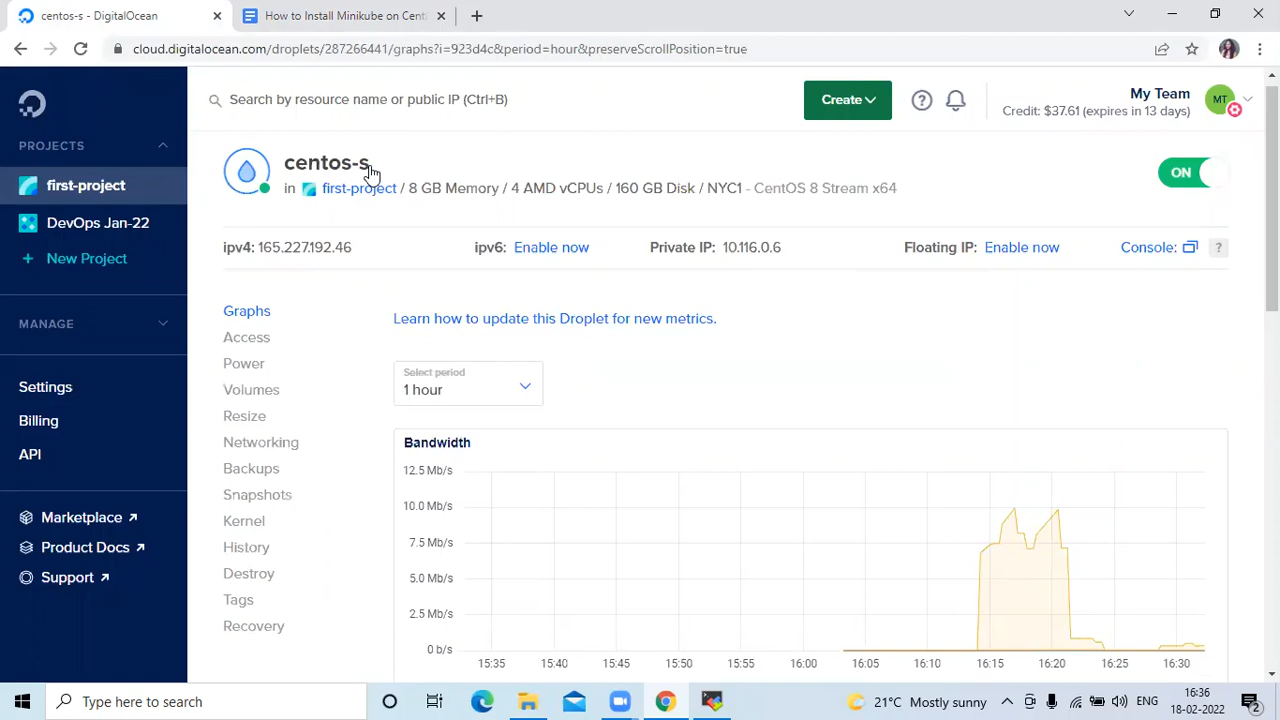 centos-s - DigitalOcean
How to Install Minikube on Cent
cloud.digitalocean.com/droplets/287266441/graphs?i=923d4c&period=hour&preserveScrollPosition=true
Search by resource name or public IP (Ctrl+B)
Create
My Team
Credit: $37.61 (expires in 13 days)
MT
PROJECTS
first-project
DevOps Jan-22
+ New Project
MANAGE
Settings
Billing
API
Marketplace
Product Docs
Support
centos-s
in first-project / 8 GB Memory / 4 AMD vCPUs / 160 GB Disk / NYC1 - CentOS 8 Stream x64
ON
ipv4: 165.227.192.46
ipv6: Enable now
Private IP: 10.116.0.6
Floating IP: Enable now
Console:
?
Graphs
Access
Power
Volumes
Resize
Networking
Backups
Snapshots
Kernel
History
Destroy
Tags
Recovery
Learn how to update this Droplet for new metrics.
Select period
1 hour
Bandwidth
12.5 Mb/s
10.0 Mb/s
7.5 Mb/s
5.0 Mb/s
2.5 Mb/s
0 b/s
15:35 15:40 15:45 15:50 15:55 16:00 16:05 16:10 16:15 16:20 16:25 16:30
Type here to search
21°C Mostly sunny
ENG
16:36
18-02-2022
2